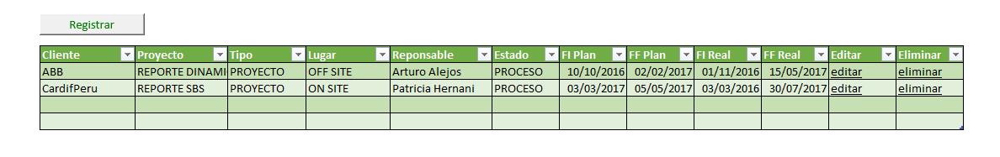 Registrar
Cliente Proyecto Tipo Lugar Reponsable Estado FI Plan FF Plan FI Real FF Real Editar Eliminar
ABB REPORTE DINAMI PROYECTO OFF SITE Arturo Alejos PROCESO 10/10/2016 02/02/2017 01/11/2016 15/05/2017 editar eliminar
CardifPeru REPORTE SBS PROYECTO ON SITE Patricia Hernani PROCESO 03/03/2017 05/05/2017 03/03/2016 30/07/2017 editar eliminar